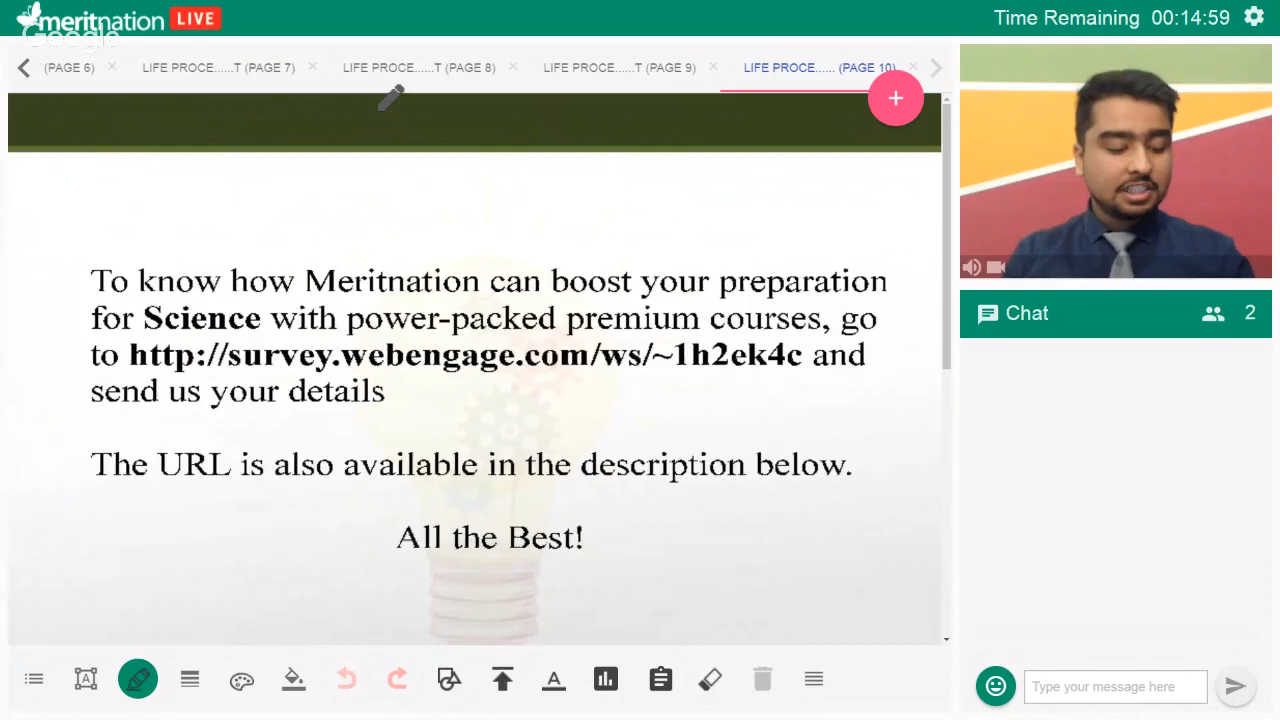 meritnation LIVE
Time Remaining 00:14:59
Google
(PAGE 6) LIFE PROCE......T (PAGE 7) LIFE PROCE......T (PAGE 8) LIFE PROCE......T (PAGE 9) LIFE PROCE...... (PAGE 10)
To know how Meritnation can boost your preparation
for Science with power-packed premium courses, go
to http://survey.webengage.com/ws/~1h2ek4c and
send us your details
The URL is also available in the description below.
All the Best!
Chat 2
Type your message here